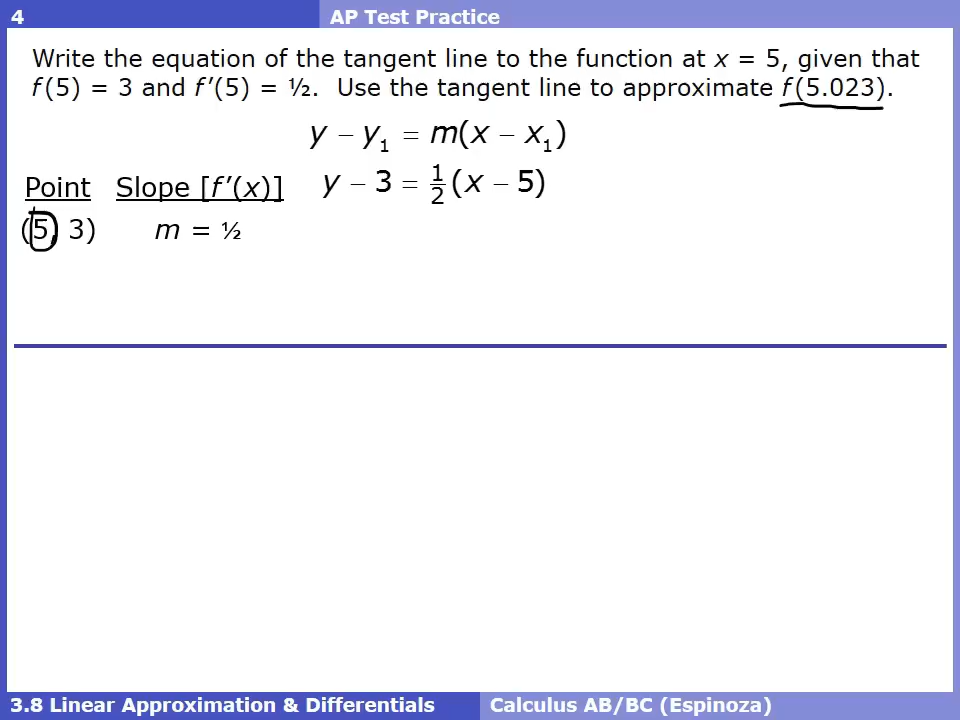 4 AP Test Practice
Write the equation of the tangent line to the function at x = 5, given that
f(5) = 3 and f’(5) = ½. Use the tangent line to approximate f(5.023).
y − y₁ = m(x − x₁)
Point Slope [f’(x)] y − 3 = ½(x − 5)
(5, 3) m = ½
3.8 Linear Approximation & Differentials Calculus AB/BC (Espinoza)